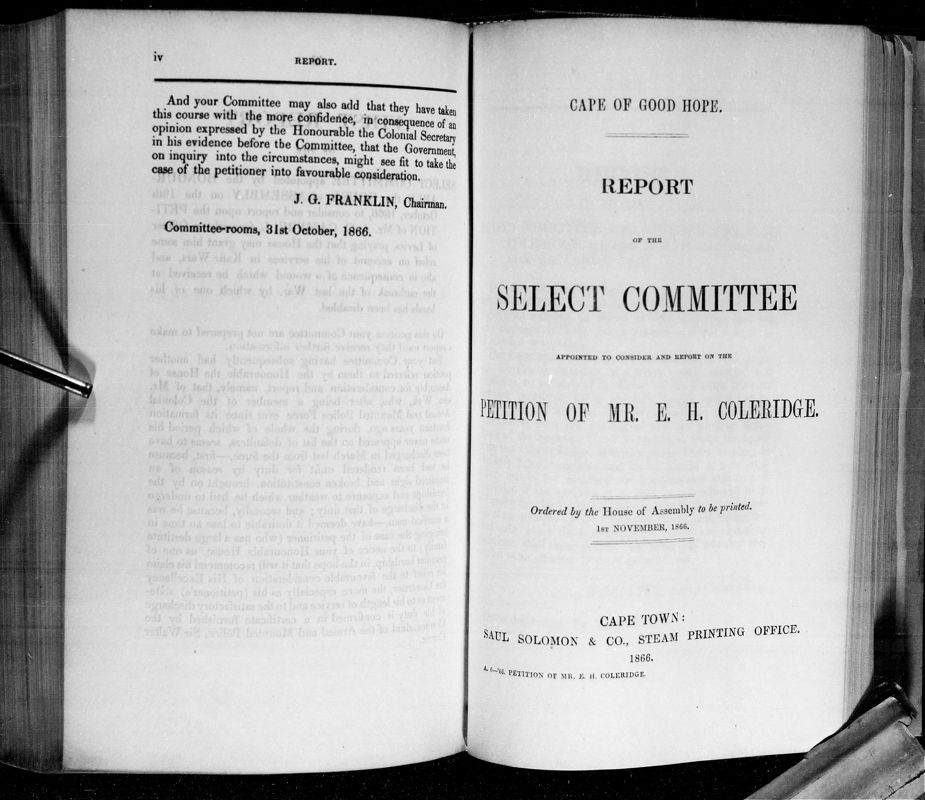 iv
REPORT.
And your Committee may also add that they have taken
this course with the more confidence, in consequence of an
opinion expressed by the Honourable the Colonial Secretary
in his evidence before the Committee, that the Government,
on inquiry into the circumstances, might see fit to take the
case of the petitioner into favourable consideration.
J. G. FRANKLIN, Chairman.
Committee-rooms, 31st October, 1866.
CAPE OF GOOD HOPE.
REPORT
OF THE
SELECT COMMITTEE
APPOINTED TO CONSIDER AND REPORT ON THE
PETITION OF MR. E. H. COLERIDGE.
Ordered by the House of Assembly to be printed.
1ST NOVEMBER, 1866.
CAPE TOWN:
SAUL SOLOMON & CO., STEAM PRINTING OFFICE.
1866.
PETITION OF MR. E. H. COLERIDGE.